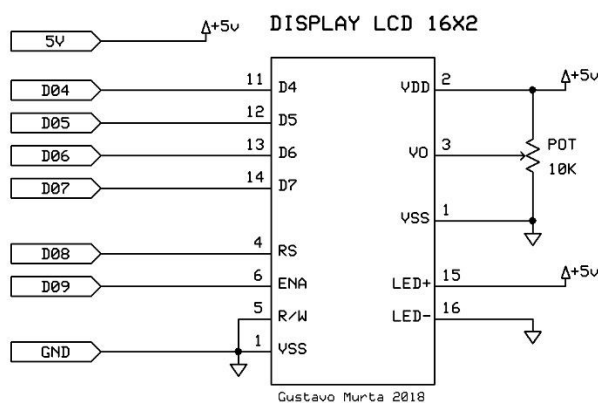 DISPLAY LCD 16X2
5V
+5v
D04
11
D4
D05
12
D5
D06
13
D6
D07
14
D7
D08
4
RS
D09
6
ENA
5
R/W
GND
1
VSS
VDD
2
+5v
VO
3
POT
10K
VSS
1
LED+
15
+5v
LED-
16
Gustavo Murta 2018